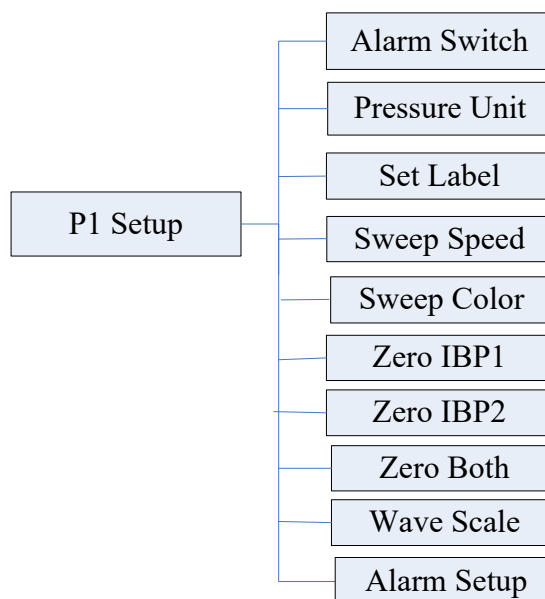 Alarm Switch
Pressure Unit
Set Label
P1 Setup
Sweep Speed
Sweep Color
Zero IBP1
Zero IBP2
Zero Both
Wave Scale
Alarm Setup